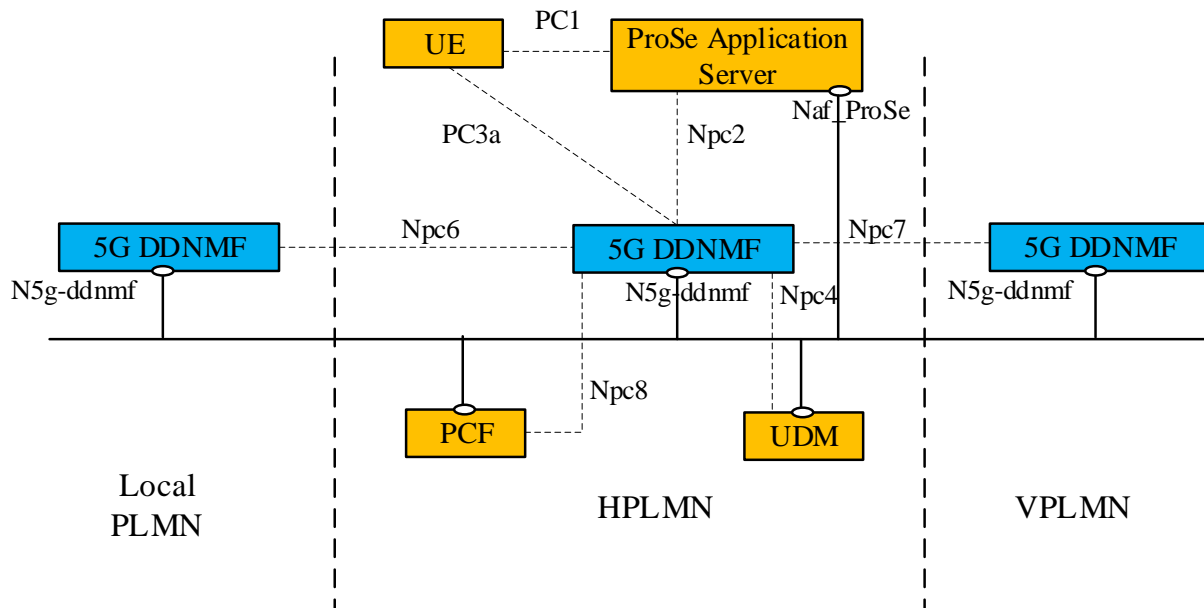 PC1
UE
ProSe Application
Server
Naf_ProSe
PC3a
Npc2
Npc6
Npc7
5G DDNMF
5G DDNMF
5G DDNMF
N5g-ddnmf
N5g-ddnmf
Npc4
N5g-ddnmf
Npc8
PCF
UDM
Local
PLMN
HPLMN
VPLMN